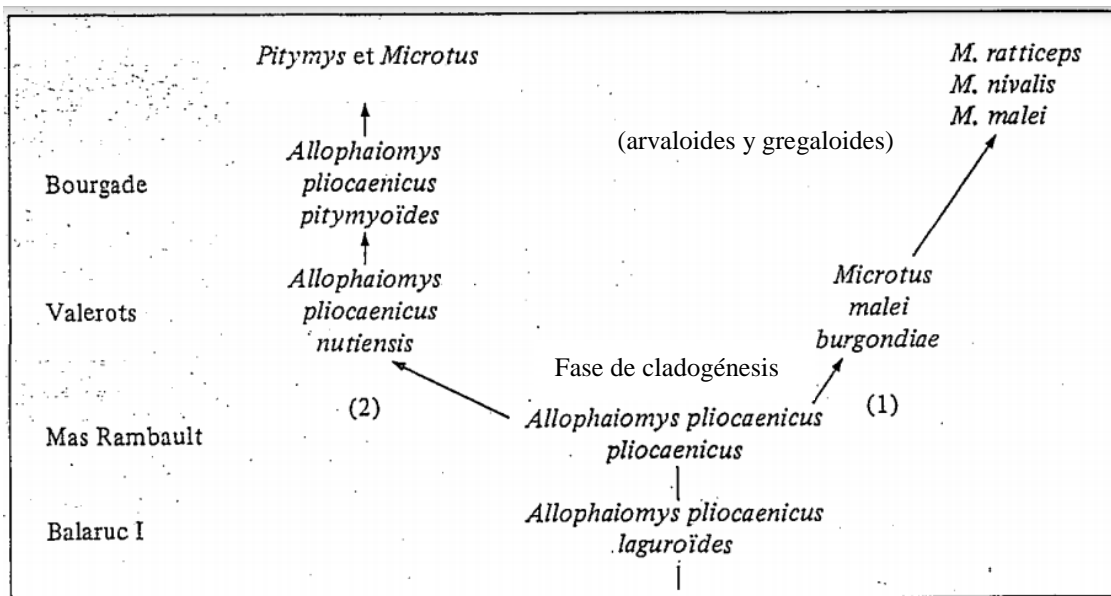 Pitymys et Microtus
M. ratticeps
M. nivalis
M. malei
(arvaloides y gregaloides)
Bourgade
Allophaiomys
pliocaenicus
pitymyoïdes
Valerots
Allophaiomys
pliocaenicus
nutiensis
Microtus
malei
burgondiae
Fase de cladogénesis
(2)
(1)
Mas Rambault
Allophaiomys pliocaenicus
pliocaenicus
Balaruc I
Allophaiomys pliocaenicus
laguroïdes